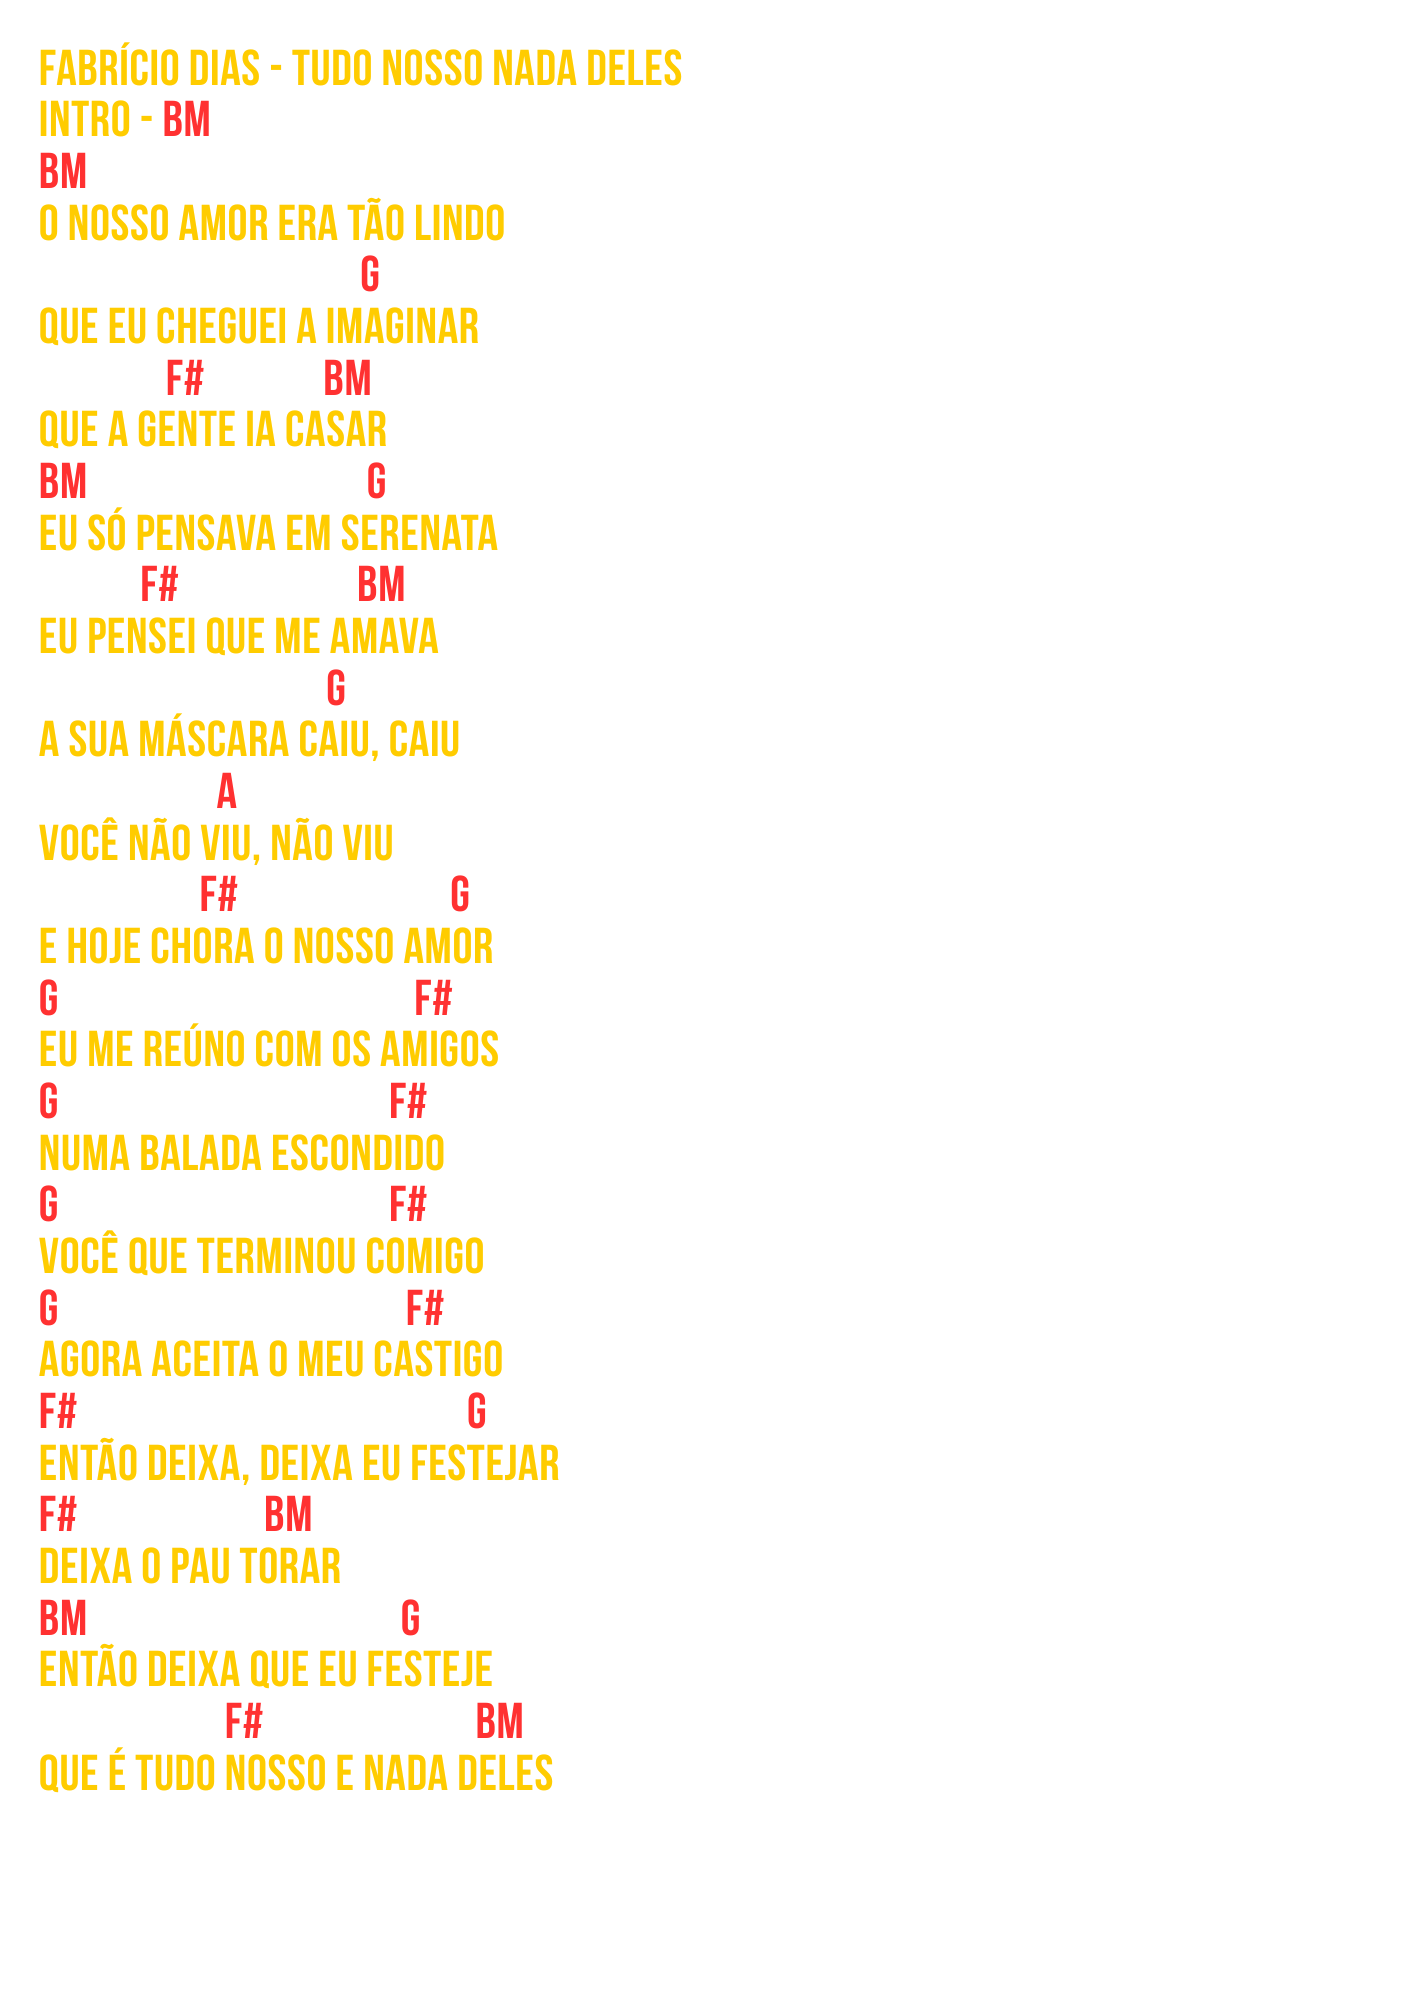 FABRÍCIO DIAS - TUDO NOSSO NADA DELES
INTRO - BM
BM
O NOSSO AMOR ERA TÃO LINDO
G
QUE EU CHEGUEI A IMAGINAR
F# BM
QUE A GENTE IA CASAR
BM G
EU SÓ PENSAVA EM SERENATA
F# BM
EU PENSEI QUE ME AMAVA
G
A SUA MÁSCARA CAIU, CAIU
A
VOCÊ NÃO VIU, NÃO VIU
F# G
E HOJE CHORA O NOSSO AMOR
G F#
EU ME REÚNO COM OS AMIGOS
G F#
NUMA BALADA ESCONDIDO
G F#
VOCÊ QUE TERMINOU COMIGO
G F#
AGORA ACEITA O MEU CASTIGO
F# G
ENTÃO DEIXA, DEIXA EU FESTEJAR
F# BM
DEIXA O PAU TORAR
BM G
ENTÃO DEIXA QUE EU FESTEJE
F# BM
QUE É TUDO NOSSO E NADA DELES